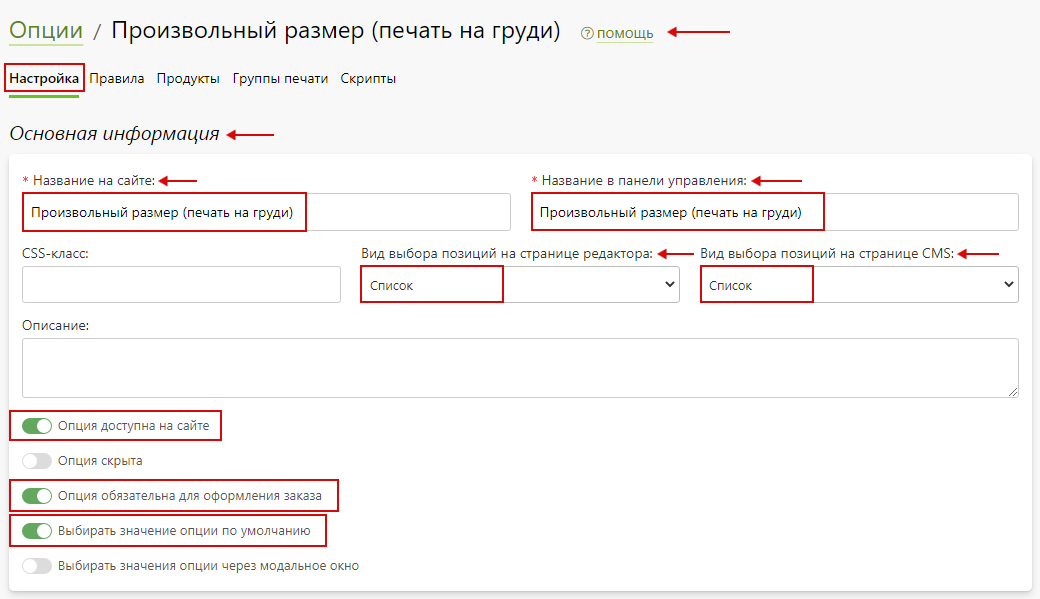 Опции / Произвольный размер (печать на груди) ? помощь
Настройка Правила Продукты Группы печати Скрипты
Основная информация
* Название на сайте: * Название в панели управления:
Произвольный размер (печать на груди) Произвольный размер (печать на груди)
CSS-класс: Вид выбора позиций на странице редактора: Вид выбора позиций на странице CMS:
Список Список
Описание:
Опция доступна на сайте
Опция скрыта
Опция обязательна для оформления заказа
Выбирать значение опции по умолчанию
Выбирать значения опции через модальное окно